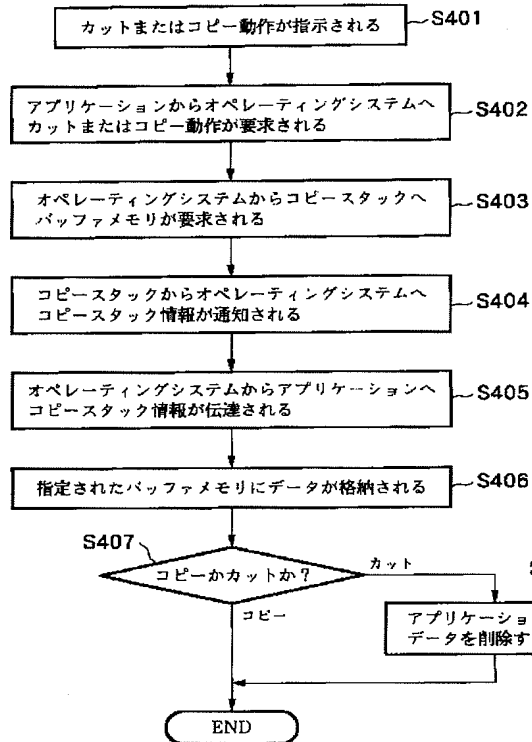 カットまたはコピー動作が指示される
S401
アプリケーションからオペレーティングシステムへ
カットまたはコピー動作が要求される
S402
オペレーティングシステムからコピースタックへ
バッファメモリが要求される
S403
コピースタックからオペレーティングシステムへ
コピースタック情報が通知される
S404
オペレーティングシステムからアプリケーションへ
コピースタック情報が伝達される
S405
指定されたバッファメモリにデータが格納される
S406
S407
コピーかカットか?
カット
コピー
アプリケーショ
データを削除す
END